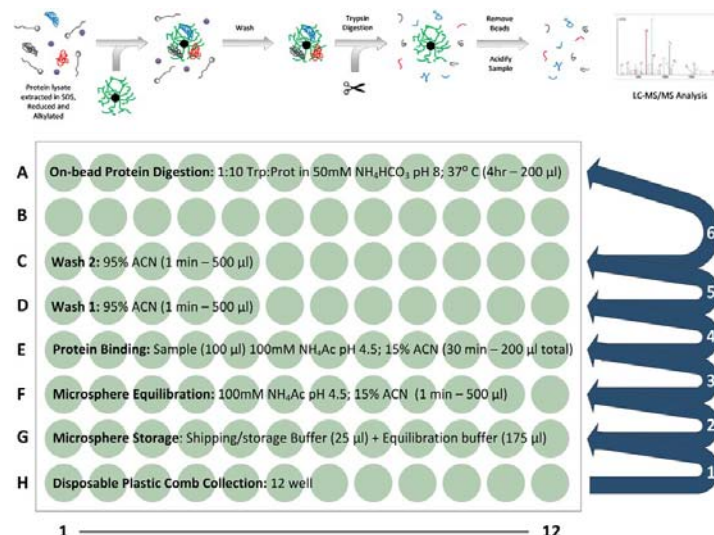 Wash
Trypsin
Digestion
Remove
Beads
Acidify
Sample
Protein lysate
extracted in SDS,
Reduced and
Alkylated
LC-MS/MS Analysis
A On-bead Protein Digestion: 1:10 Trp:Prot in 50mM NH₄HCO₃ pH 8; 37° C (4hr – 200 µl)
B
C Wash 2: 95% ACN (1 min – 500 µl)
D Wash 1: 95% ACN (1 min – 500 µl)
E Protein Binding: Sample (100 µl) 100mM NH₄Ac pH 4.5; 15% ACN (30 min – 200 µl total)
F Microsphere Equilibration: 100mM NH₄Ac pH 4.5; 15% ACN (1 min – 500 µl)
G Microsphere Storage: Shipping/storage Buffer (25 µl) + Equilibration buffer (175 µl)
H Disposable Plastic Comb Collection: 12 well
6
5
4
3
2
1
1 12